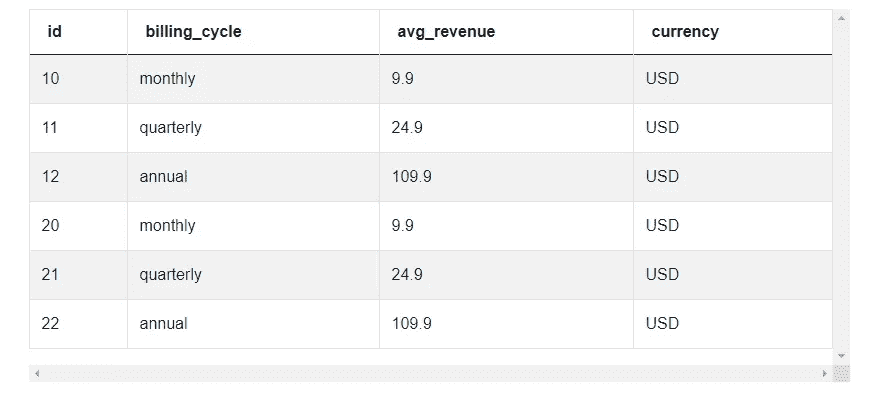 id billing_cycle avg_revenue currency
10 monthly 9.9 USD
11 quarterly 24.9 USD
12 annual 109.9 USD
20 monthly 9.9 USD
21 quarterly 24.9 USD
22 annual 109.9 USD